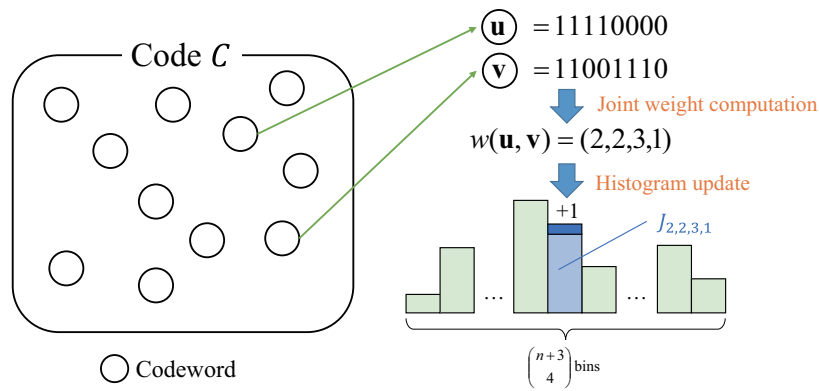 Code C
u = 11110000
v = 11001110
Joint weight computation
w(u, v) = (2,2,3,1)
Histogram update
+1
J2,2,3,1
... ...
(n+3 4) bins
Codeword